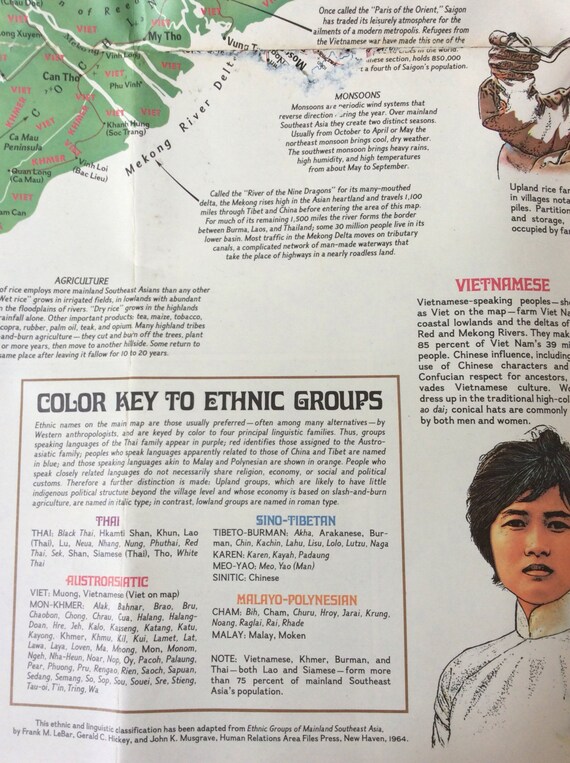 (Chau Duc)
Long Xuyen
VIET
My Tho
Vinh Long
Can Tho
VIET
Phu Vinh
VIET
VIET
KHMER
VIET
Khanh Hung
(Soc Trang)
Ca Mau
Peninsula
KHMER
KHMER
VIET
Vinh Loi
(Bac Lieu)
Quan Long
(Ca Mau)
VIET
Mekong River Delta
Once called the "Paris of the Orient," Saigon
has traded its leisurely atmosphere for the
ailments of a modern metropolis. Refugees from
the Vietnamese war have made this one of the
in the world.
section, holds 850,000
a fourth of Saigon's population.
MONSOONS
Monsoons are periodic wind systems that
reverse direction during the year. Over mainland
Southeast Asia they create two distinct seasons.
Usually from October to April or May the
northeast monsoon brings cool, dry weather.
The southwest monsoon brings heavy rains,
high humidity, and high temperatures
from about May to September.
Called the "River of the Nine Dragons" for its many-mouthed
delta, the Mekong rises high in the Asian heartland and travels 1,100
miles through Tibet and China before entering the area of this map.
For much of its remaining 1,500 miles the river forms the border
between Burma, Laos, and Thailand; some 30 million people live in its
lower basin. Most traffic in the Mekong Delta moves on tributary
canals, a complicated network of man-made waterways that
take the place of highways in a nearly roadless land.
Upland rice far
in villages nota
piles. Partition
and storage,
occupied by fam
AGRICULTURE
of rice employs more mainland Southeast Asians than any other
"Wet rice" grows in irrigated fields, in lowlands with abundant
in the floodplains of rivers. "Dry rice" grows in the highlands
rainfall alone. Other important products: tea, maize, tobacco,
copra, rubber, palm oil, teak, and opium. Many hill tribes
and-burn agriculture—they cut and burn off the trees, plant
or more years, then move to another hillside. Some return to
same place after leaving it fallow for 10 to 20 years.
VIETNAMESE
Vietnamese-speaking peoples—sho
as Viet on the map—farm Viet Na
coastal lowlands and the deltas of
Red and Mekong Rivers. They mak
85 percent of Viet Nam's 39 mi
people. Chinese influence, including
use of Chinese characters and
Confucian respect for ancestors,
vades Vietnamese culture. Wo
dress up in the traditional high-col
ao dai; conical hats are commonly
by both men and women.
COLOR KEY TO ETHNIC GROUPS
Ethnic names on the main map are those usually preferred—often among many alternatives—by
Western anthropologists, and are keyed by color to four principal linguistic families. Thus, groups
speaking languages of the Thai family appear in purple; red identifies those assigned to the Austro-
asiatic family; peoples who speak languages apparently related to those of China and Tibet are named
in blue; and those speaking languages akin to Malay and Polynesian are shown in orange. People who
speak closely related languages do not necessarily share religion, economy, or social and political
customs. Therefore a further distinction is made: Upland groups, which are likely to have little
indigenous political structure beyond the village level and whose economy is based on slash-and-burn
agriculture, are named in italic type; in contrast, lowland groups are named in roman type.
THAI
THAI: Black Thai, Hkamti Shan, Khun, Lao
(Thai), Lu, Neua, Nhang, Nung, Phuthai, Red
Thai, Sek, Shan, Siamese (Thai), Tho, White
Thai
AUSTROASIATIC
VIET: Muong, Vietnamese (Viet on map)
MON-KHMER: Alak, Bahnar, Brao, Bru,
Chaobon, Chong, Chrau, Cua, Halang, Halang-
Doan, Hre, Jeh, Kalo, Kasseng, Katang, Katu,
Kayong, Khmer, Khmu, Kil, Kui, Lamet, Lat,
Lawa, Laya, Loven, Ma, Mnong, Mon, Monom,
Ngeh, Nha-Heun, Noar, Nop, Oy, Pacoh, Palaung,
Pear, Phuong, Pru, Rengao, Rien, Saoch, Sapuan,
Sedang, Semang, So, Sop, Sou, Souei, Sre, Stieng,
Tau-oi, T'in, Tring, Wa
SINO-TIBETAN
TIBETO-BURMAN: Akha, Arakanese, Bur-
man, Chin, Kachin, Lahu, Lisu, Lolo, Lutzu, Naga
KAREN: Karen, Kayah, Padaung
MEO-YAO: Meo, Yao (Man)
SINITIC: Chinese
MALAYO-POLYNESIAN
CHAM: Bih, Cham, Churu, Hroy, Jarai, Krung,
Noang, Raglai, Rai, Rhade
MALAY: Malay, Moken
NOTE: Vietnamese, Khmer, Burman, and
Thai—both Lao and Siamese—form more
than 75 percent of mainland Southeast
Asia's population.
This ethnic and linguistic classification has been adapted from Ethnic Groups of Mainland Southeast Asia,
by Frank M. LeBar, Gerald C. Hickey, and John K. Musgrave, Human Relations Area Files Press, New Haven, 1964.